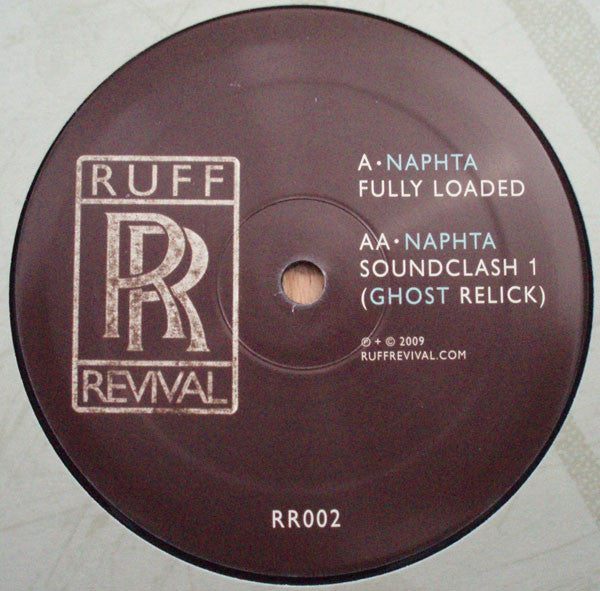 RUFF
RR
REVIVAL
A • NAPHTA
FULLY LOADED
AA • NAPHTA
SOUNDCLASH 1
(GHOST RELICK)
℗ + © 2009
RUFFREVIVAL.COM
RR002